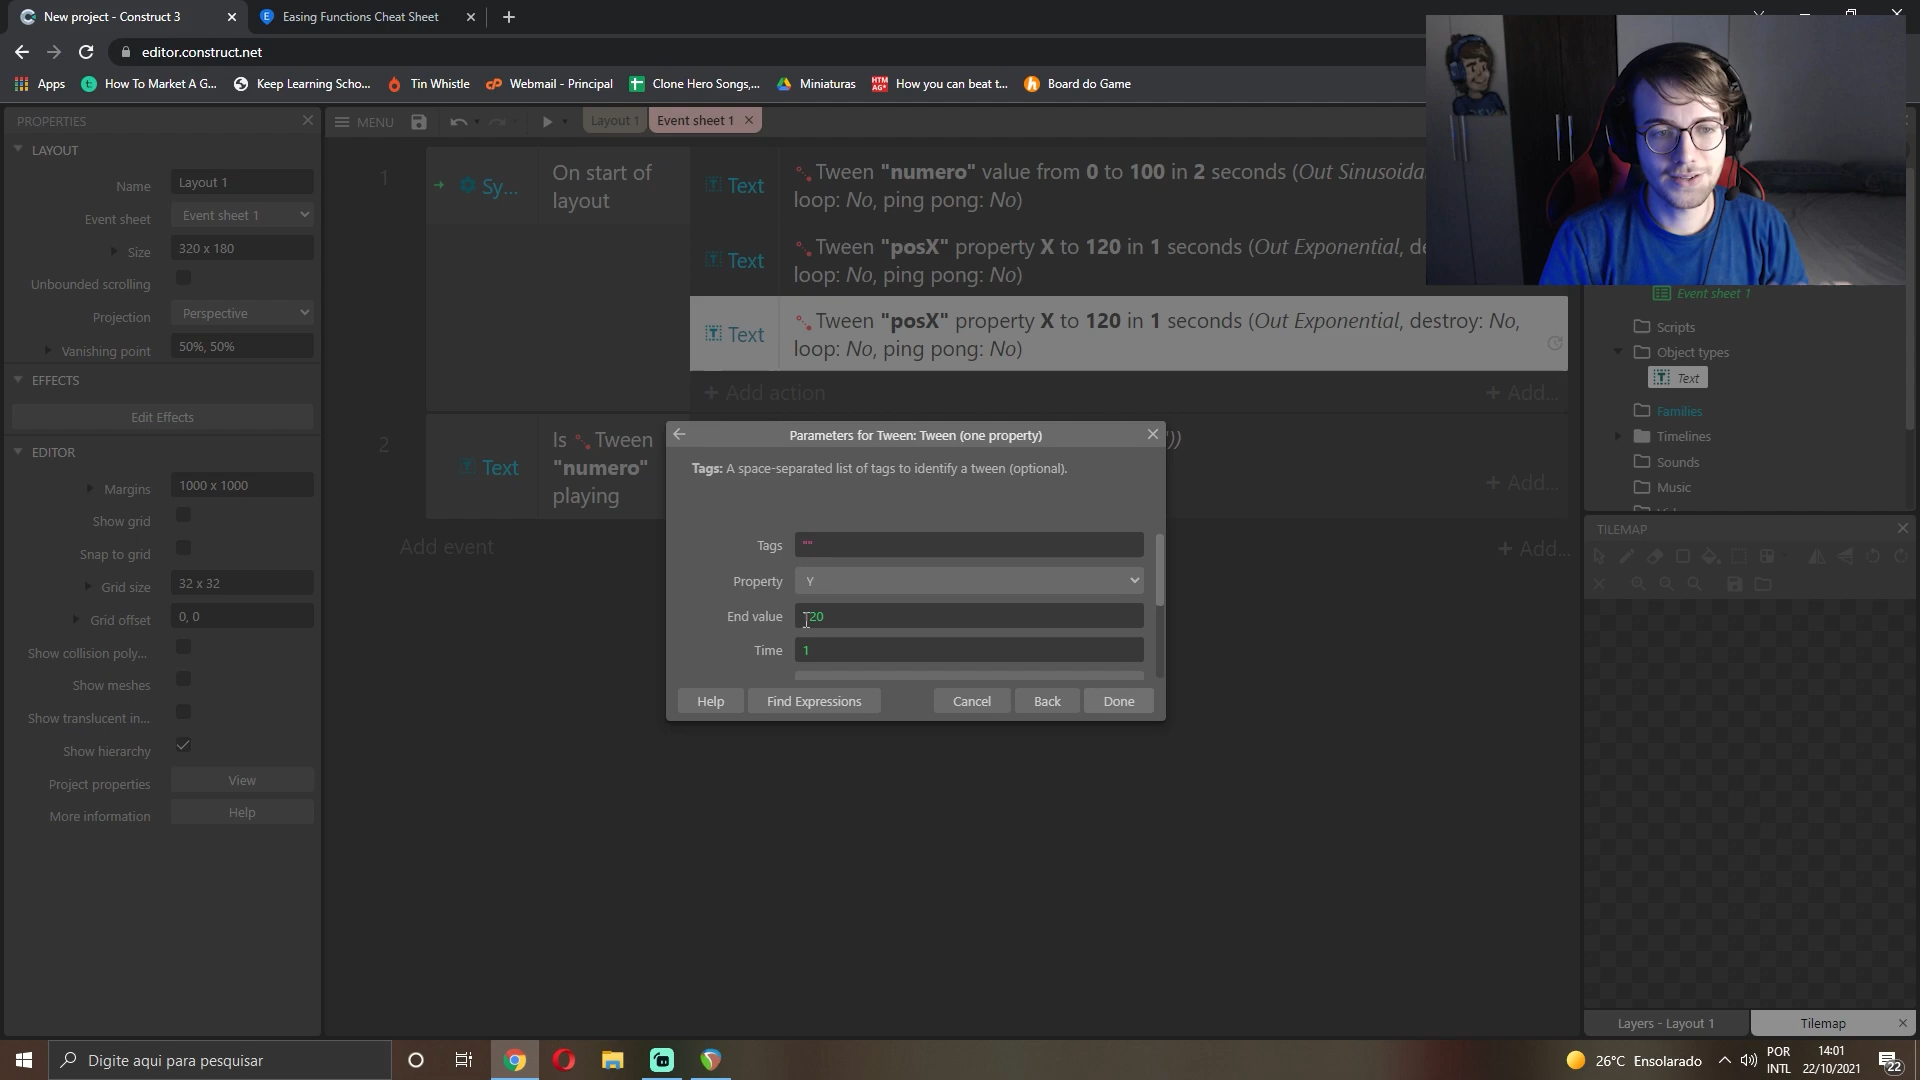 New project - Construct 3
Easing Functions Cheat Sheet
editor.construct.net
Apps
How To Market A G...
Keep Learning Scho...
Tin Whistle
Webmail - Principal
Clone Hero Songs,...
Miniaturas
How you can beat t...
Board do Game
PROPERTIES
MENU
Layout 1
Event sheet 1
LAYOUT
Name
Layout 1
Event sheet
Event sheet 1
Size
320 x 180
Unbounded scrolling
Projection
Perspective
Vanishing point
50%, 50%
EFFECTS
Edit Effects
EDITOR
Margins
1000 x 1000
Show grid
Snap to grid
Grid size
32 x 32
Grid offset
0, 0
Show collision poly...
Show meshes
Show translucent in...
Show hierarchy
Project properties
View
More information
Help
1
Sy...
On start of
layout
Text
Tween "numero" value from 0 to 100 in 2 seconds (Out Sinusoida
loop: No, ping pong: No)
Text
Tween "posX" property X to 120 in 1 seconds (Out Exponential, de
loop: No, ping pong: No)
Text
Tween "posX" property X to 120 in 1 seconds (Out Exponential, destroy: No,
loop: No, ping pong: No)
+ Add action
+ Add...
2
Text
Is Tween
"numero"
playing
"))
+ Add...
Add event
+ Add...
Parameters for Tween: Tween (one property)
Tags: A space-separated list of tags to identify a tween (optional).
Tags
""
Property
Y
End value
20
Time
1
Help
Find Expressions
Cancel
Back
Done
Event sheet 1
Scripts
Object types
Text
Families
Timelines
Sounds
Music
TILEMAP
Layers - Layout 1
Tilemap
Digite aqui para pesquisar
26°C Ensolarado
POR
INTL
14:01
22/10/2021
22